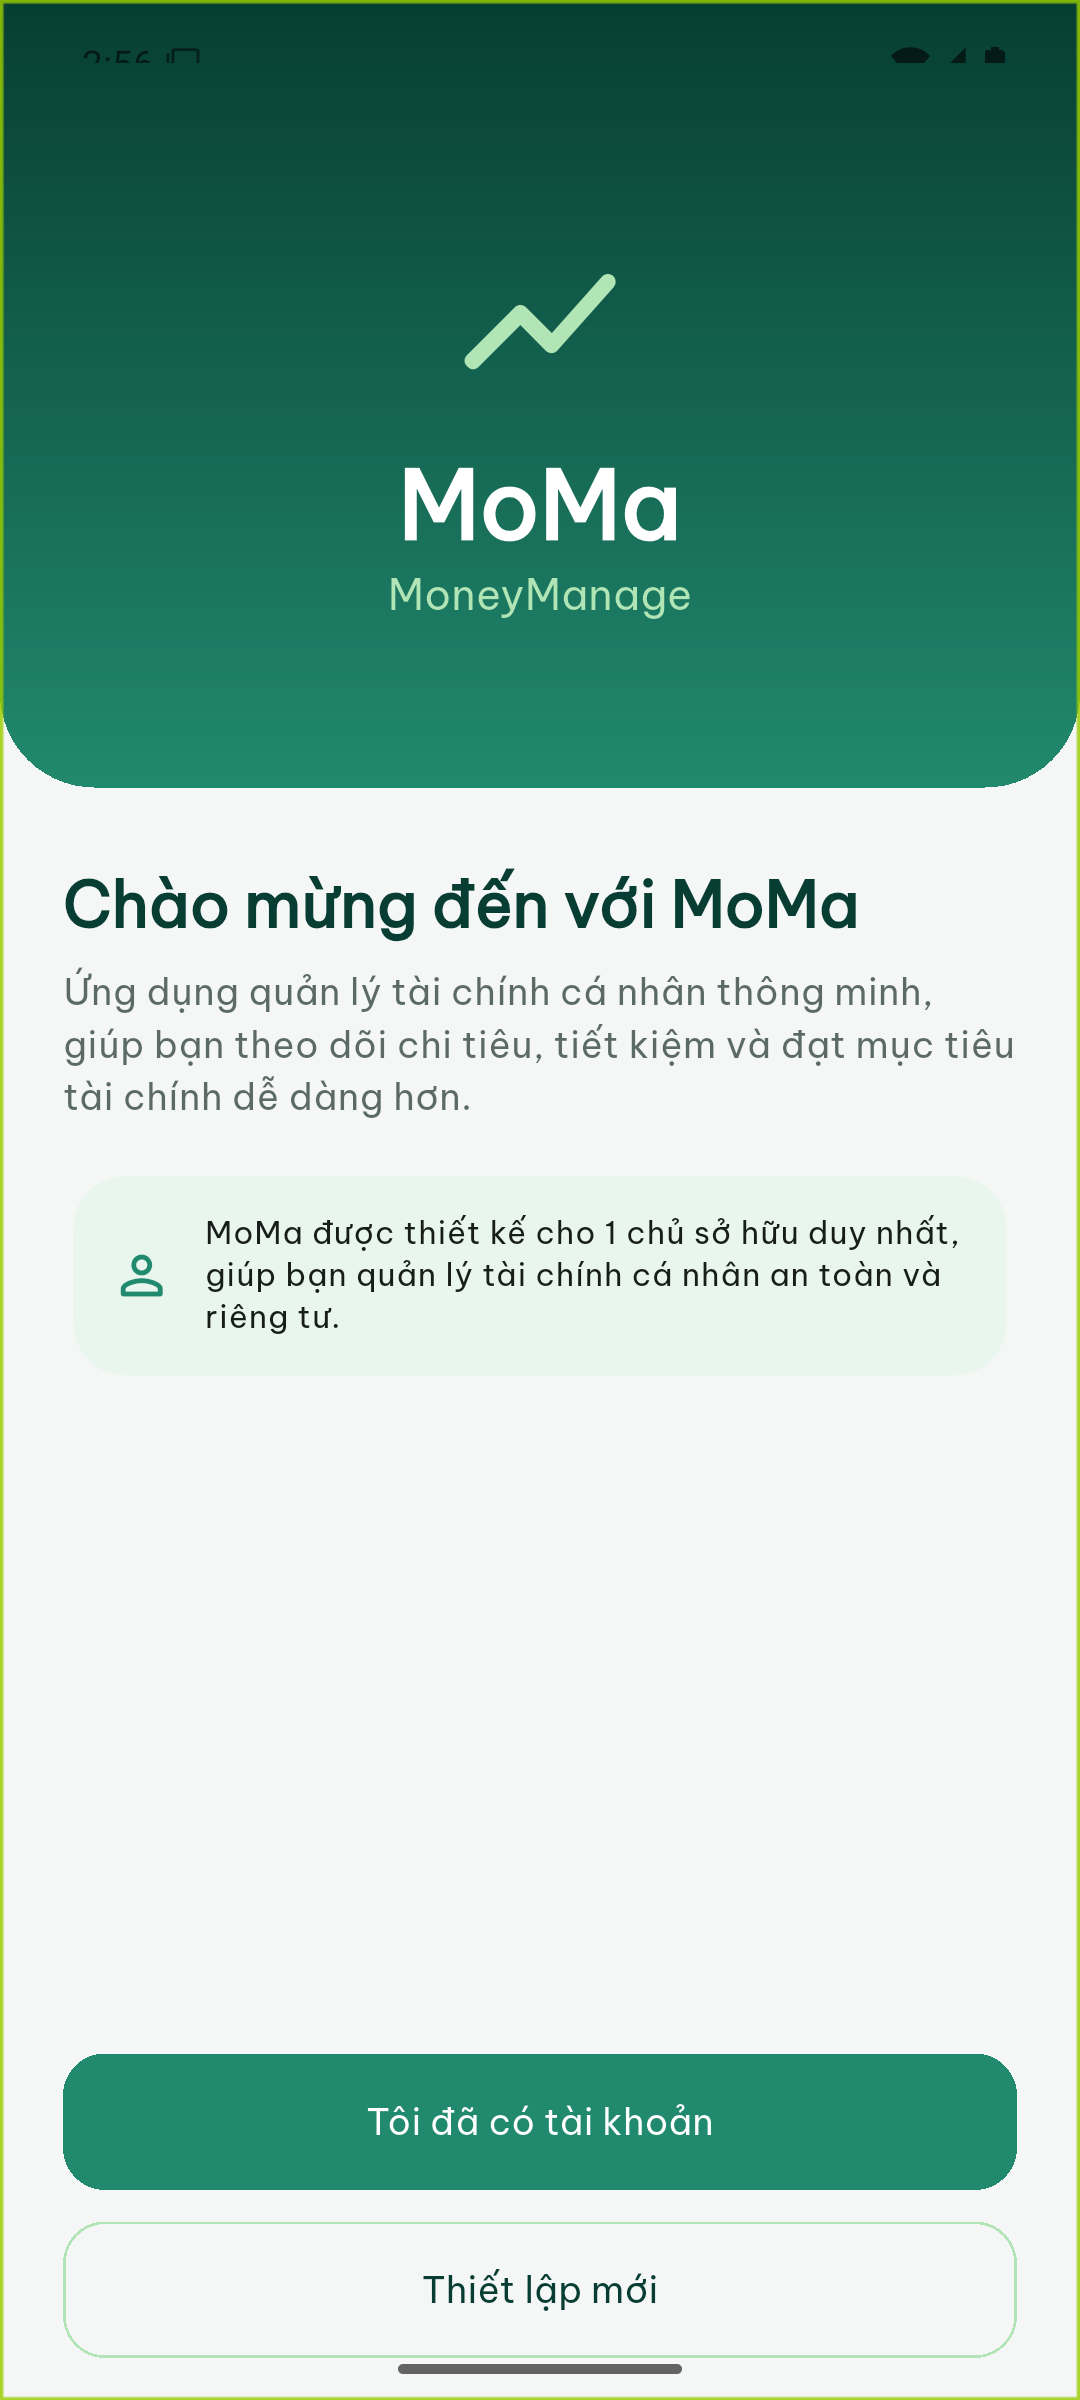 MoMa
MoneyManage
Chào mừng đến với MoMa
Ứng dụng quản lý tài chính cá nhân thông minh,
giúp bạn theo dõi chi tiêu, tiết kiệm và đạt mục tiêu
tài chính dễ dàng hơn.
MoMa được thiết kế cho 1 chủ sở hữu duy nhất,
giúp bạn quản lý tài chính cá nhân an toàn và
riêng tư.
Tôi đã có tài khoản
Thiết lập mới